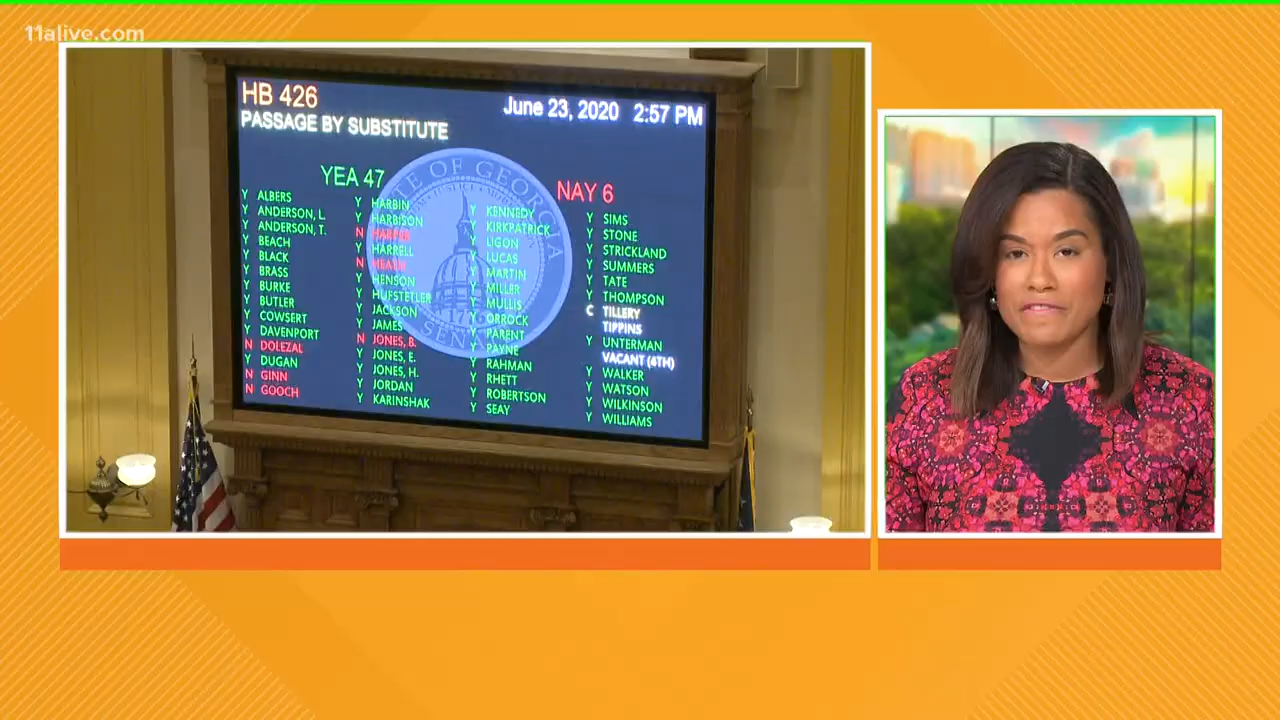 11alive.com
HB 426
June 23, 2020 2:57 PM
PASSAGE BY SUBSTITUTE
YEA 47
NAY 6
Y ALBERS
Y ANDERSON, L.
Y ANDERSON, T.
Y BEACH
Y BLACK
Y BRASS
Y BURKE
Y BUTLER
Y COWSERT
Y DAVENPORT
N DOLEZAL
Y DUGAN
N GINN
N GOOCH
Y HARBIN
Y HARBISON
N HARPER
Y HARRELL
N HEATH
Y HENSON
Y HUFSTETLER
Y JACKSON
Y JAMES
N JONES, B.
Y JONES, E.
Y JONES, H.
Y JORDAN
Y KARINSHAK
Y KENNEDY
Y KIRKPATRICK
Y LIGON
Y LUCAS
Y MARTIN
Y MILLER
Y MULLIS
Y ORROCK
Y PARENT
Y PAYNE
Y RAHMAN
Y RHETT
Y ROBERTSON
Y SEAY
Y SIMS
Y STONE
Y STRICKLAND
Y SUMMERS
Y TATE
Y THOMPSON
C TILLERY
TIPPINS
Y UNTERMAN
VACANT (4TH)
Y WALKER
Y WATSON
Y WILKINSON
Y WILLIAMS
OF GEORGIA
SENA